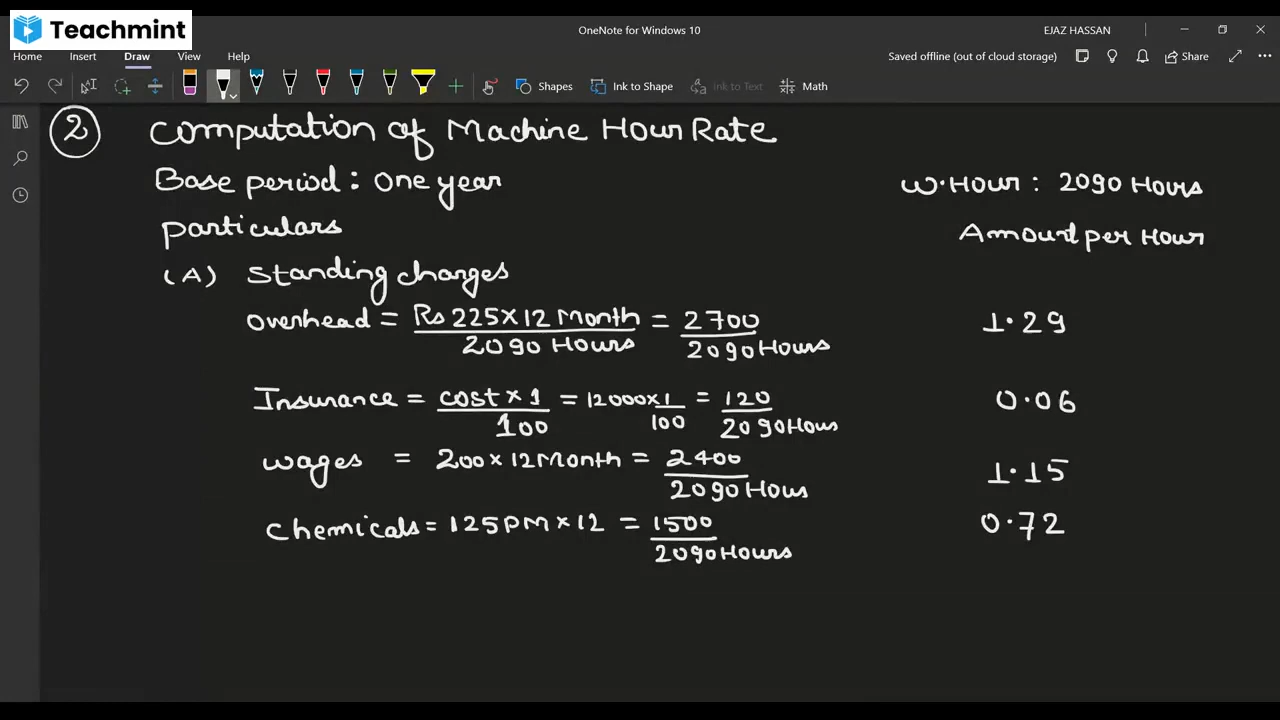 Teachmint
OneNote for Windows 10
EJAZ HASSAN
Home Insert Draw View Help
Saved offline (out of cloud storage)
Share
Shapes
Ink to Shape
Ink to Text
Math
2 Computation of Machine Hour Rate
Base period : One year
W.Hour : 2090 Hours
particulars
Amount per Hour
(A) Standing charges
Overhead = Rs 225 × 12 Month / 2090 Hours = 2700 / 2090 Hours 1.29
Insurance = cost × 1 / 100 = 12000 × 1 / 100 = 120 / 2090 Hours 0.06
wages = 200 × 12 Month = 2400 / 2090 Hous 1.15
Chemicals = 125 PM × 12 = 1500 / 2090 Hours 0.72